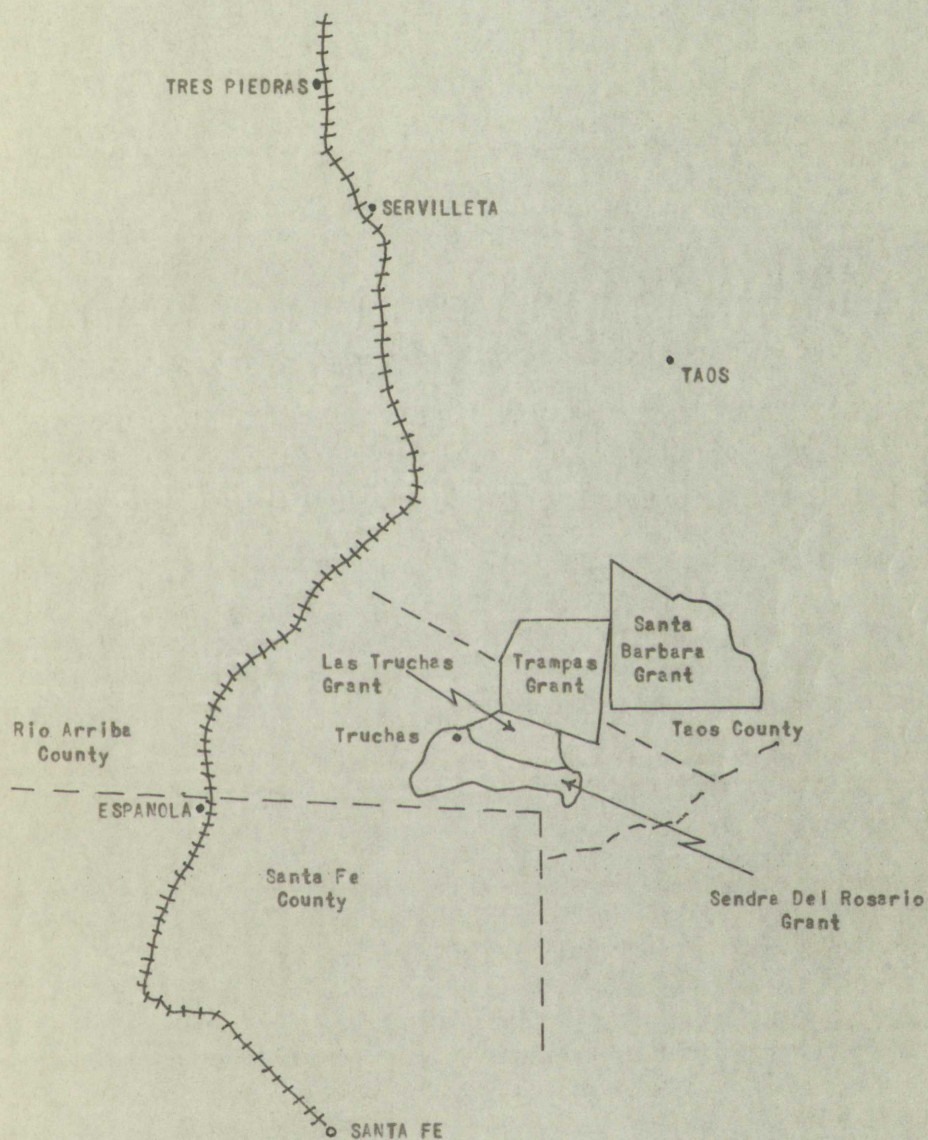 TRES PIEDRAS
SERVILLETA
TAOS
Santa
Barbara
Grant
Las Truchas
Grant
Trampas
Grant
Rio Arriba
County
Truchas
Taos County
ESPANOLA
Santa Fe
County
Sendra Del Rosario
Grant
SANTA FE